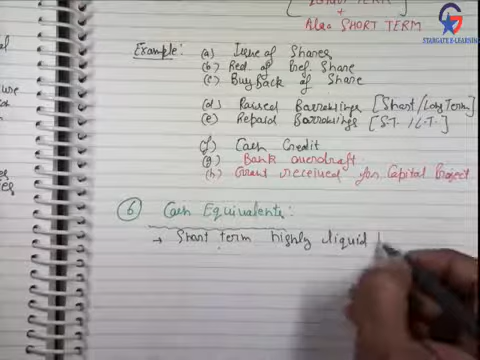 +
Also SHORT TERM
STARGATE E-LEARNING
Example:
(a) Issue of Shares
(b) Red. of Pref. Share
(c) Buy Back of Share
(d) Raised Borrowings [Short/Long Term]
(e) Repaid Borrowings [S.T. / L.T.]
(f) Cash Credit
(g) Bank overdraft
(h) Grant received for Capital Project
6 Cash Equivalents:
→ Short term highly liquid